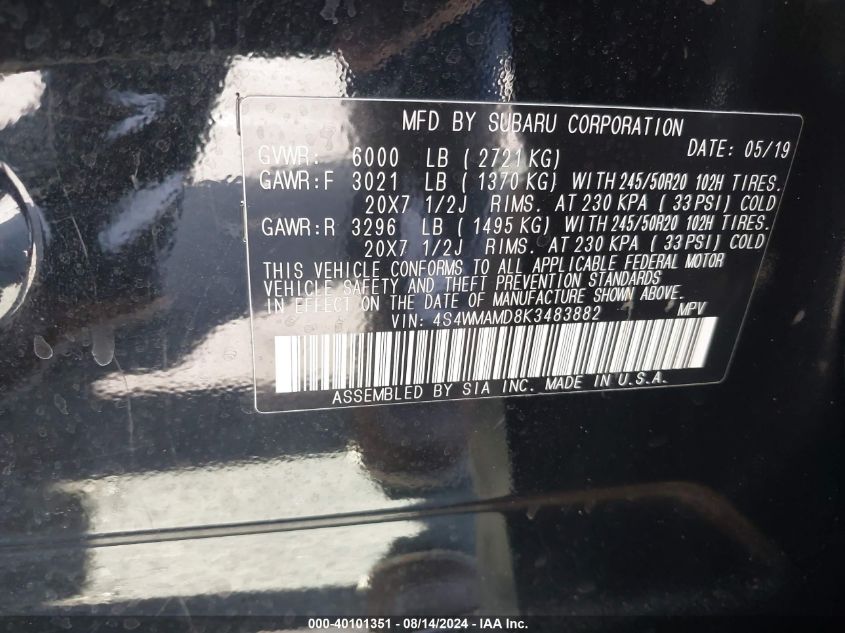 MFD BY SUBARU CORPORATION
DATE: 05/19
GVWR: 6000 LB ( 2721 KG)
GAWR:F 3021 LB ( 1370 KG) WITH 245/50R20 102H TIRES.
20X7 1/2J RIMS. AT 230 KPA ( 33 PSI) COLD
GAWR:R 3296 LB ( 1495 KG) WITH 245/50R20 102H TIRES.
20X7 1/2J RIMS. AT 230 KPA ( 33 PSI) COLD
THIS VEHICLE CONFORMS TO ALL APPLICABLE FEDERAL MOTOR
VEHICLE SAFETY AND THEFT PREVENTION STANDARDS
IN EFFECT ON THE DATE OF MANUFACTURE SHOWN ABOVE.
VIN: 4S4WMAMD8K3483882 MPV
ASSEMBLED BY SIA INC. MADE IN U.S.A.
000-40101351 - 08/14/2024 - IAA Inc.